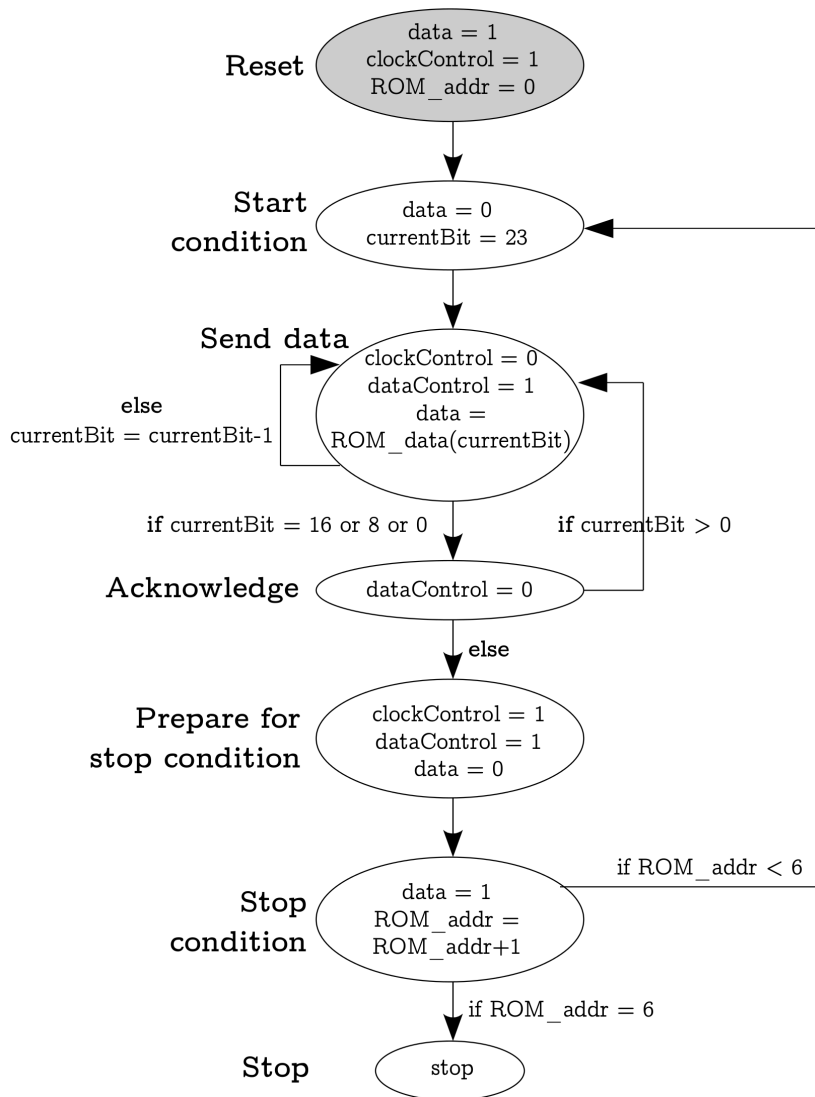 Reset
data = 1
clockControl = 1
ROM_addr = 0
Start
condition
data = 0
currentBit = 23
Send data
clockControl = 0
dataControl = 1
data =
ROM_data(currentBit)
else
currentBit = currentBit-1
if currentBit = 16 or 8 or 0
if currentBit > 0
Acknowledge
dataControl = 0
else
Prepare for
stop condition
clockControl = 1
dataControl = 1
data = 0
if ROM_addr < 6
Stop
condition
data = 1
ROM_addr =
ROM_addr+1
if ROM_addr = 6
Stop
stop